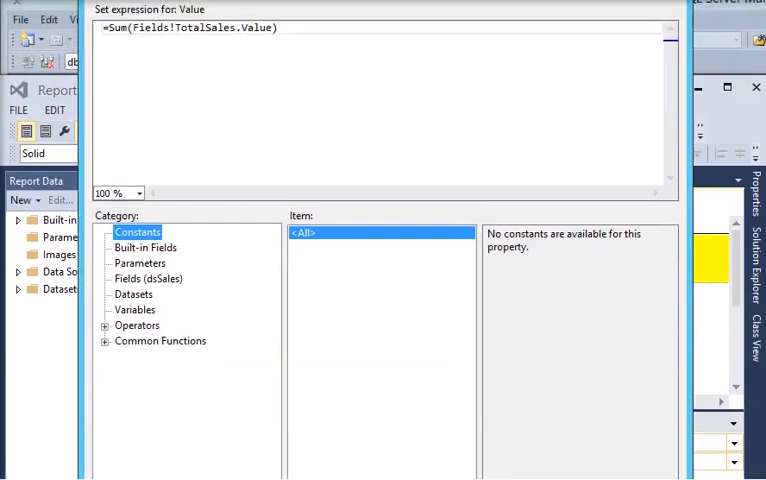 Set expression for: Value
File Edit Vi
=Sum(Fields!TotalSales.Value)
db
Report
FILE EDIT
Solid
Report Data
100 %
New Edit...
Category:
Item:
Built-in
Parame
Images
Data So
Dataset
Constants
Built-in Fields
Parameters
Fields (dsSales)
Datasets
Variables
Operators
Common Functions
<All>
No constants are available for this
property.
Properties
Solution Explorer
Class View